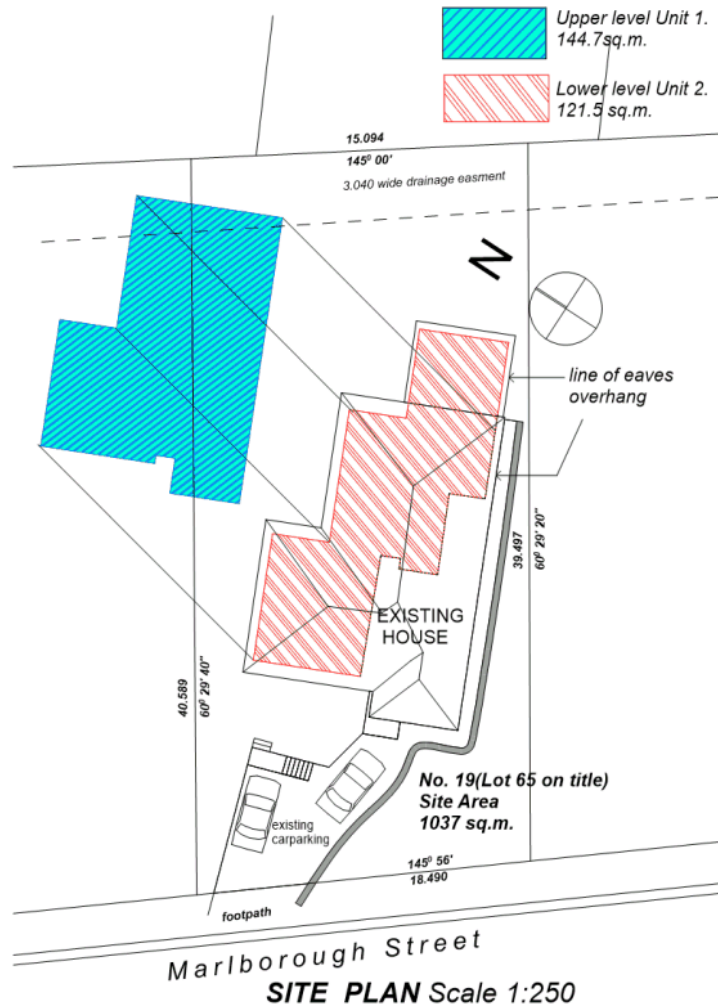 Upper level Unit 1.
144.7sq.m.
Lower level Unit 2.
121.5 sq.m.
15.094
145⁰ 00'
3.040 wide drainage easment
N
line of eaves
overhang
39.497
60⁰ 29' 20"
EXISTING
HOUSE
40.589
60⁰ 29' 40"
No. 19(Lot 65 on title)
Site Area
1037 sq.m.
existing
carparking
145⁰ 56'
18.490
footpath
Marlborough Street
SITE PLAN Scale 1:250